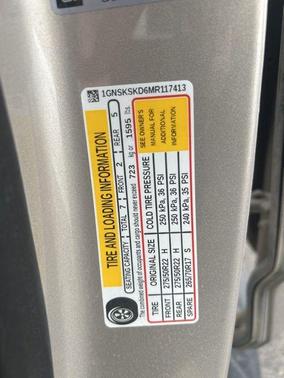 1GNSKSKD6MR117413
TIRE AND LOADING INFORMATION
SEATING CAPACITY: TOTAL 7 FRONT 2 REAR 5
The combined weight of occupants and cargo should never exceed 723 kg or 1595 lbs.
TIRE ORIGINAL SIZE COLD TIRE PRESSURE
FRONT 275/50R22 H 250 kPa, 36 PSI
REAR 275/50R22 H 250 kPa, 36 PSI
SPARE 265/70R17 S 240 kPa, 35 PSI
SEE OWNER'S
MANUAL FOR
ADDITIONAL
INFORMATION